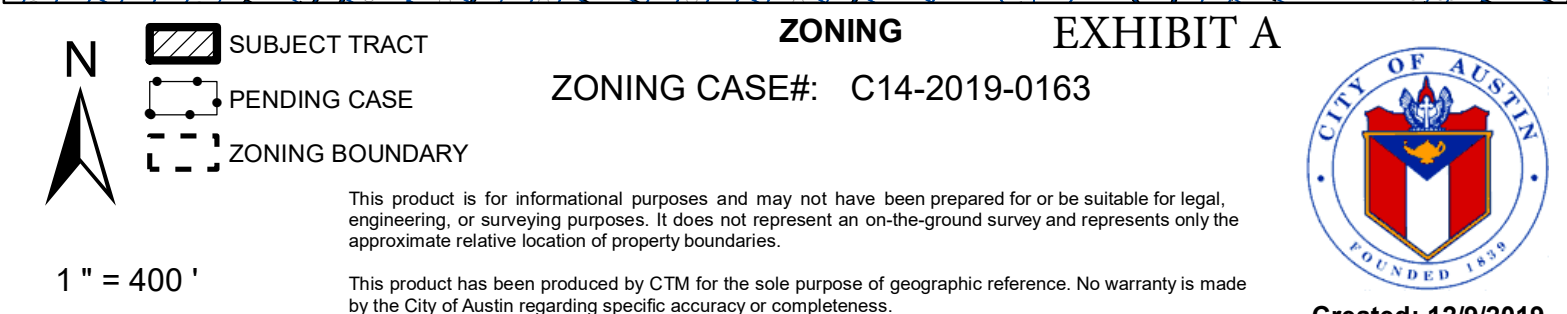 ZONING
EXHIBIT A
N
SUBJECT TRACT
PENDING CASE
ZONING BOUNDARY
ZONING CASE#: C14-2019-0163
This product is for informational purposes and may not have been prepared for or be suitable for legal,
engineering, or surveying purposes. It does not represent an on-the-ground survey and represents only the
approximate relative location of property boundaries.
1 " = 400 '
This product has been produced by CTM for the sole purpose of geographic reference. No warranty is made
by the City of Austin regarding specific accuracy or completeness.
CITY OF AUSTIN
FOUNDED 1839
Created: 12/9/2019